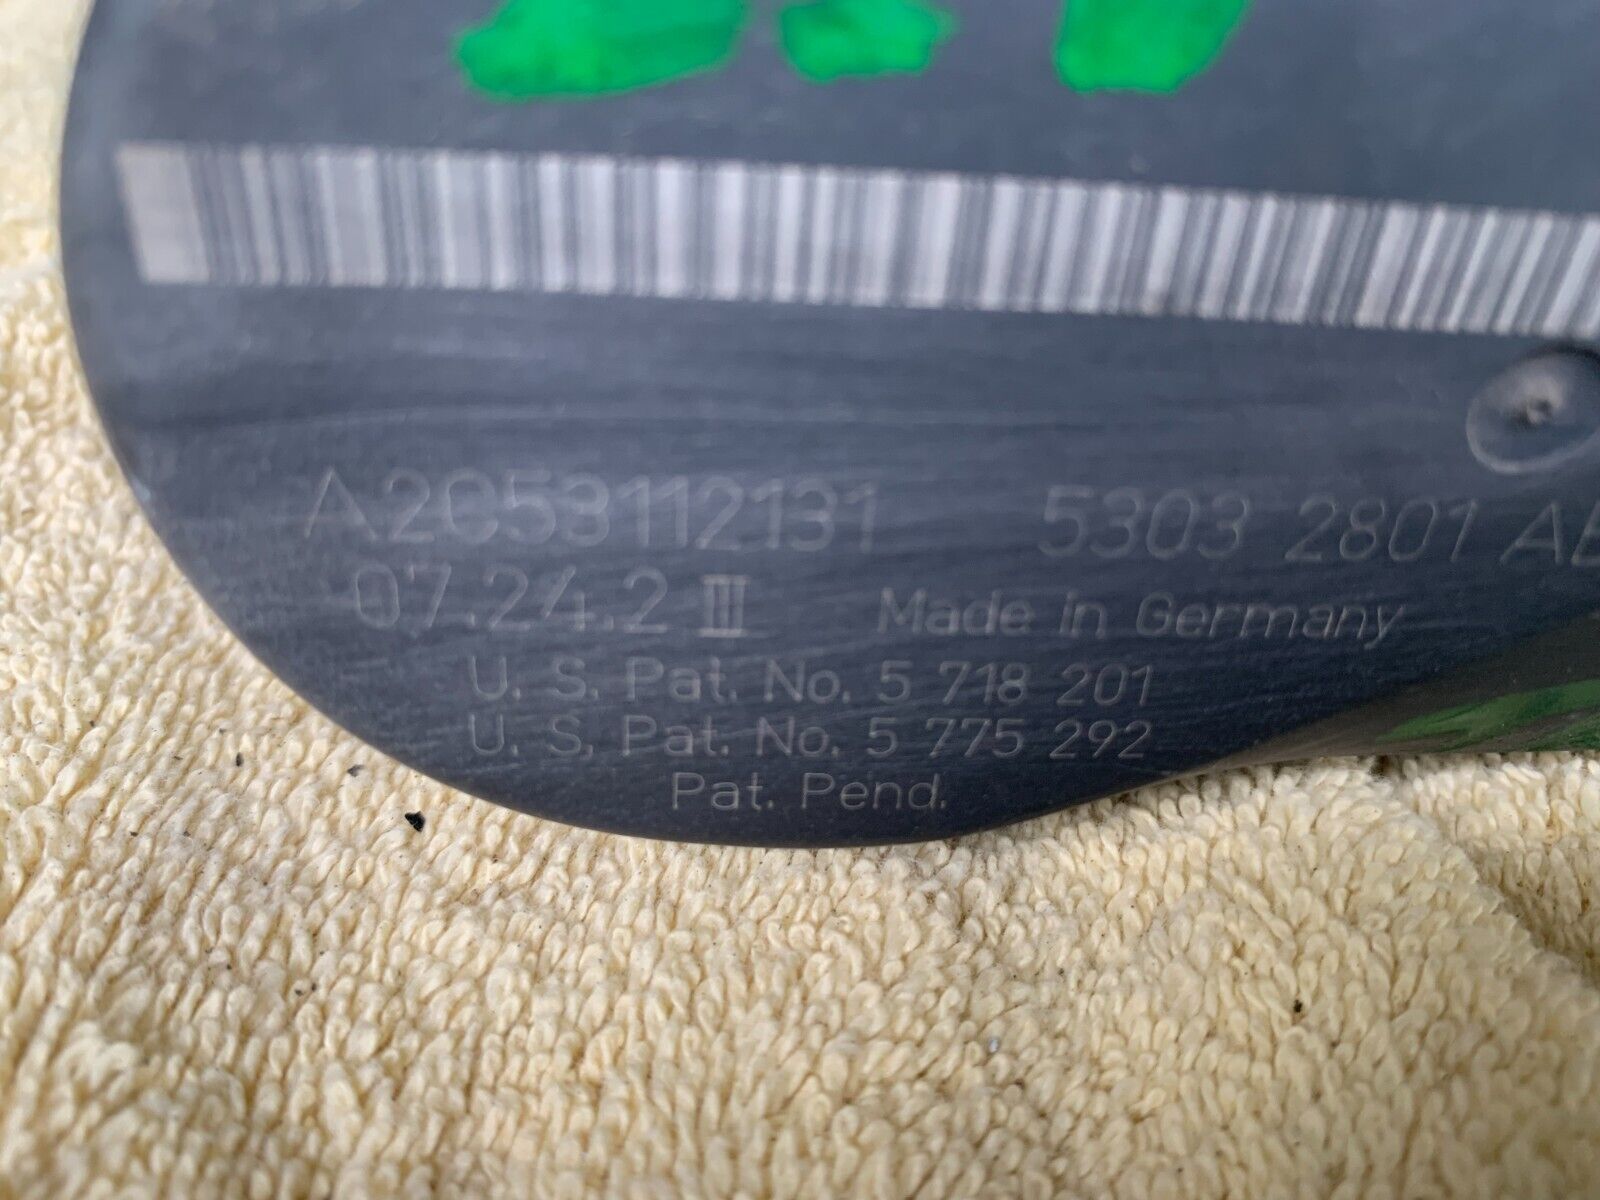 A2C53112131 5303 2801 AE
07.24.2 III Made in Germany
U. S. Pat. No. 5 718 201
U. S. Pat. No. 5 775 292
Pat. Pend.